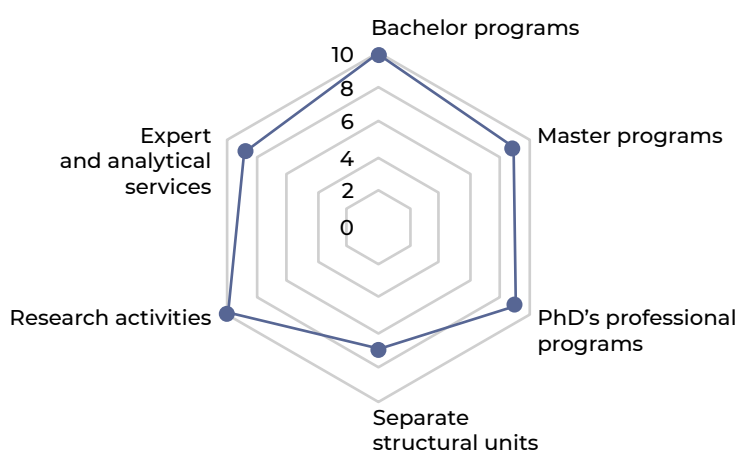 Bachelor programs
10
8
6
4
2
0
Master programs
Expert
and analytical
services
Research activities
PhD’s professional
programs
Separate
structural units